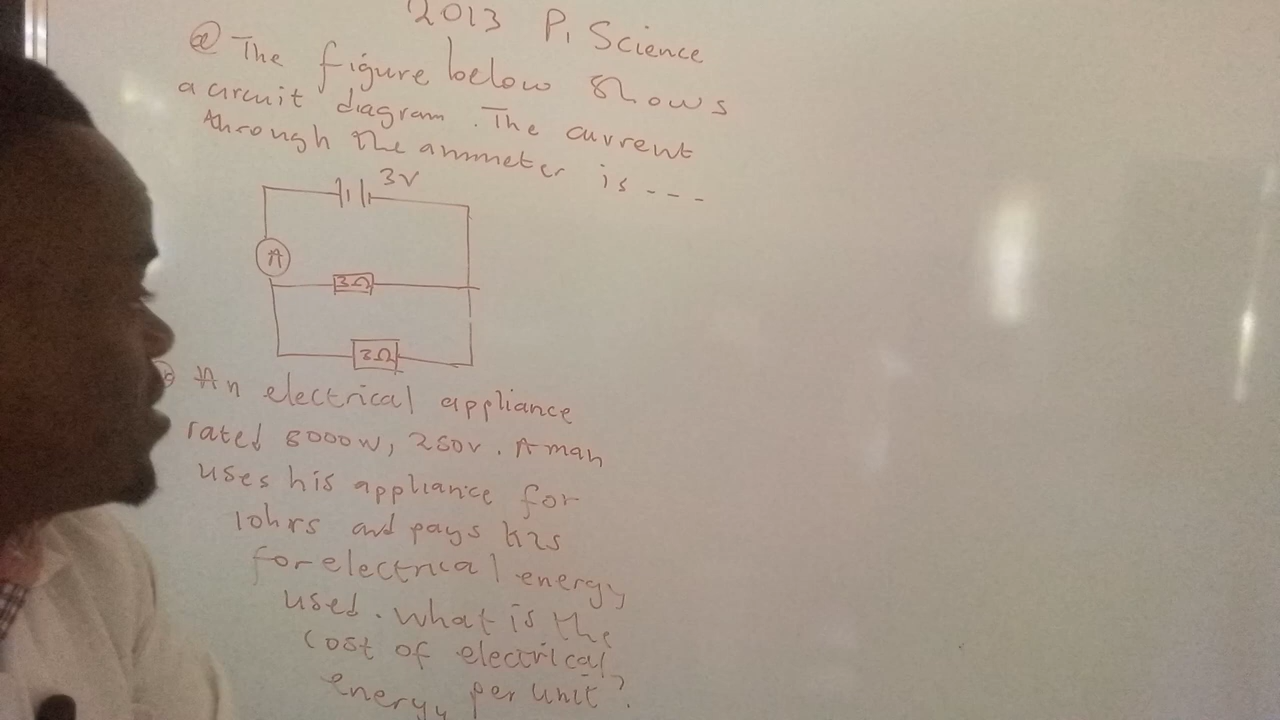 2013 P1 Science
@ The figure below shows
a circuit diagram. The current
through the ammeter is ---
3V
A
3Ω
3Ω
An electrical appliance
rated 8000W, 250V. A man
uses his appliance for
10hrs and pays K25
for electrical energy
used. What is the
cost of electrical
energy per unit?